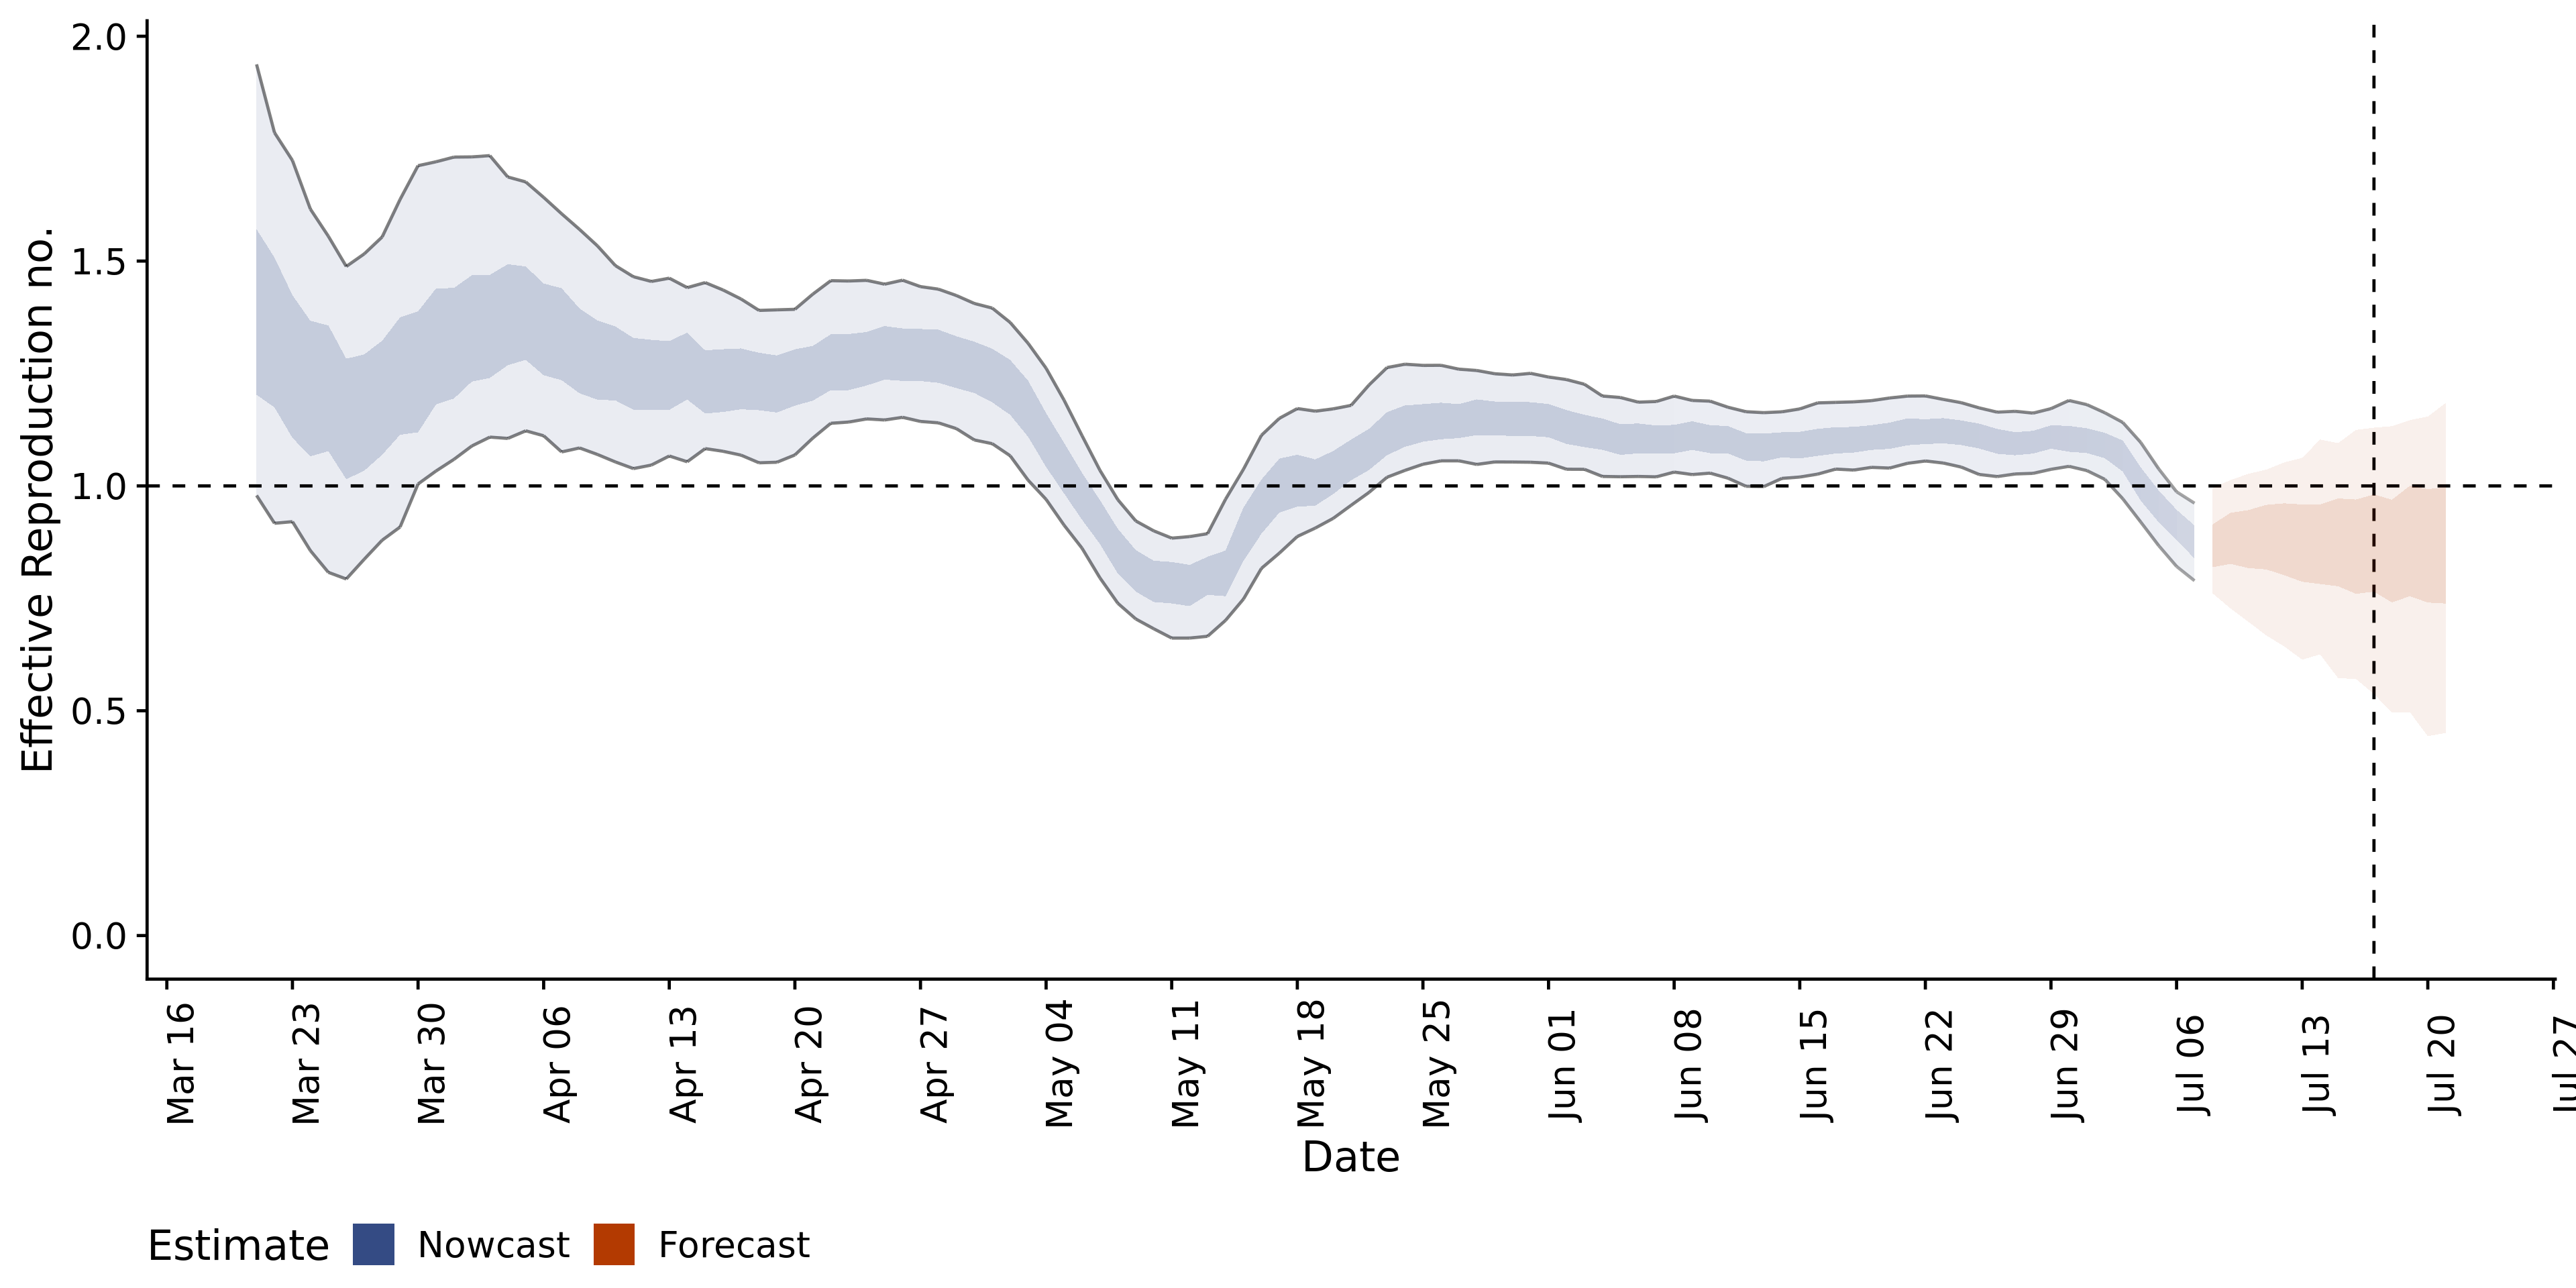 Effective Reproduction no.
2.0
1.5
1.0
0.5
0.0
Mar 16
Mar 23
Mar 30
Apr 06
Apr 13
Apr 20
Apr 27
May 04
May 11
May 18
May 25
Jun 01
Jun 08
Jun 15
Jun 22
Jun 29
Jul 06
Jul 13
Jul 20
Jul 27
Date
Estimate Nowcast Forecast